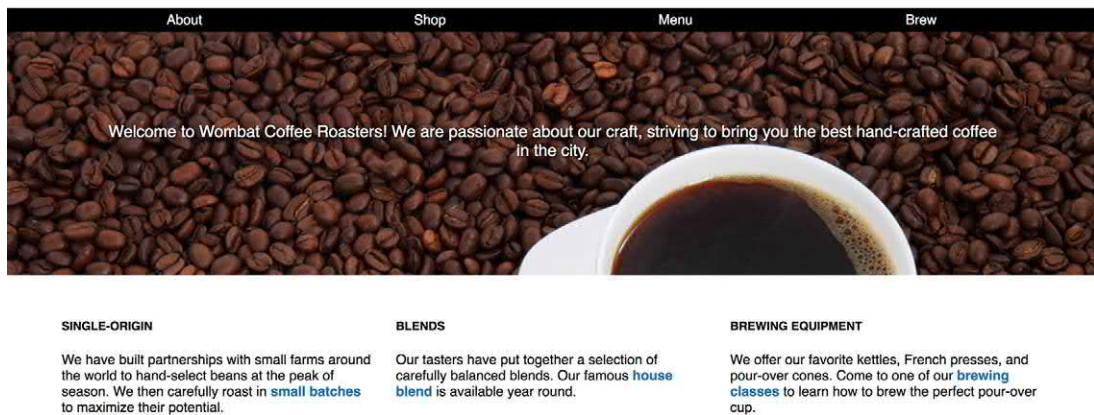 About Shop Menu Brew
Welcome to Wombat Coffee Roasters! We are passionate about our craft, striving to bring you the best hand-crafted coffee
in the city.
SINGLE-ORIGIN
We have built partnerships with small farms around
the world to hand-select beans at the peak of
season. We then carefully roast in small batches
to maximize their potential.
BLENDS
Our tasters have put together a selection of
carefully balanced blends. Our famous house
blend is available year round.
BREWING EQUIPMENT
We offer our favorite kettles, French presses, and
pour-over cones. Come to one of our brewing
classes to learn how to brew the perfect pour-over
cup.